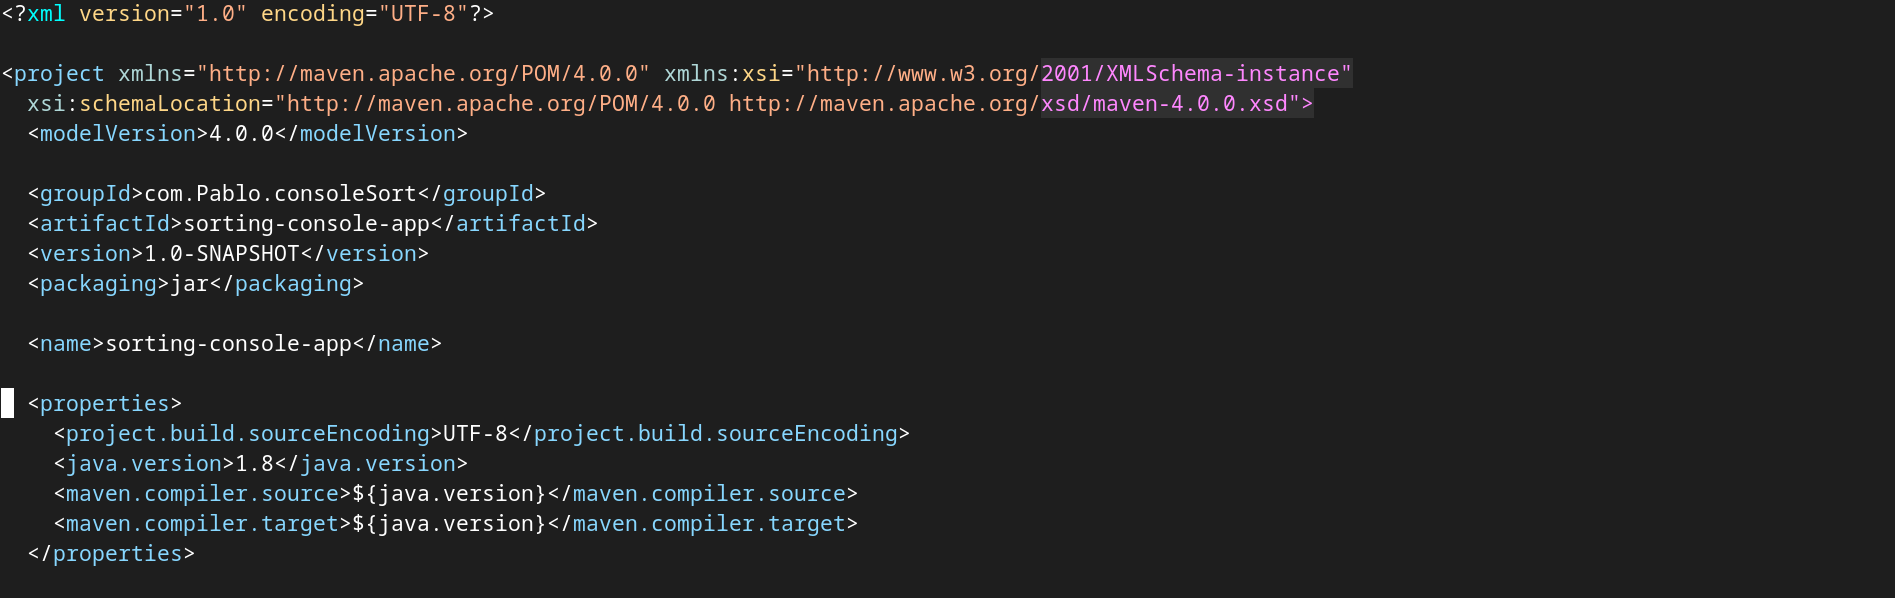 <?xml version="1.0" encoding="UTF-8"?>
<project xmlns="http://maven.apache.org/POM/4.0.0" xmlns:xsi="http://www.w3.org/2001/XMLSchema-instance"
  xsi:schemaLocation="http://maven.apache.org/POM/4.0.0 http://maven.apache.org/xsd/maven-4.0.0.xsd">
  <modelVersion>4.0.0</modelVersion>
  <groupId>com.Pablo.consoleSort</groupId>
  <artifactId>sorting-console-app</artifactId>
  <version>1.0-SNAPSHOT</version>
  <packaging>jar</packaging>
  <name>sorting-console-app</name>
  <properties>
    <project.build.sourceEncoding>UTF-8</project.build.sourceEncoding>
    <java.version>1.8</java.version>
    <maven.compiler.source>${java.version}</maven.compiler.source>
    <maven.compiler.target>${java.version}</maven.compiler.target>
  </properties>